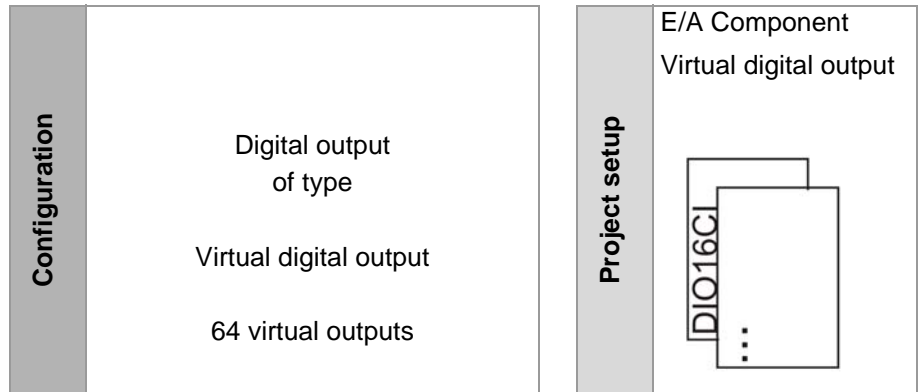 Configuration
Digital output
of type
Virtual digital output
64 virtual outputs
Project setup
E/A Component
Virtual digital output
DIO16CI
...